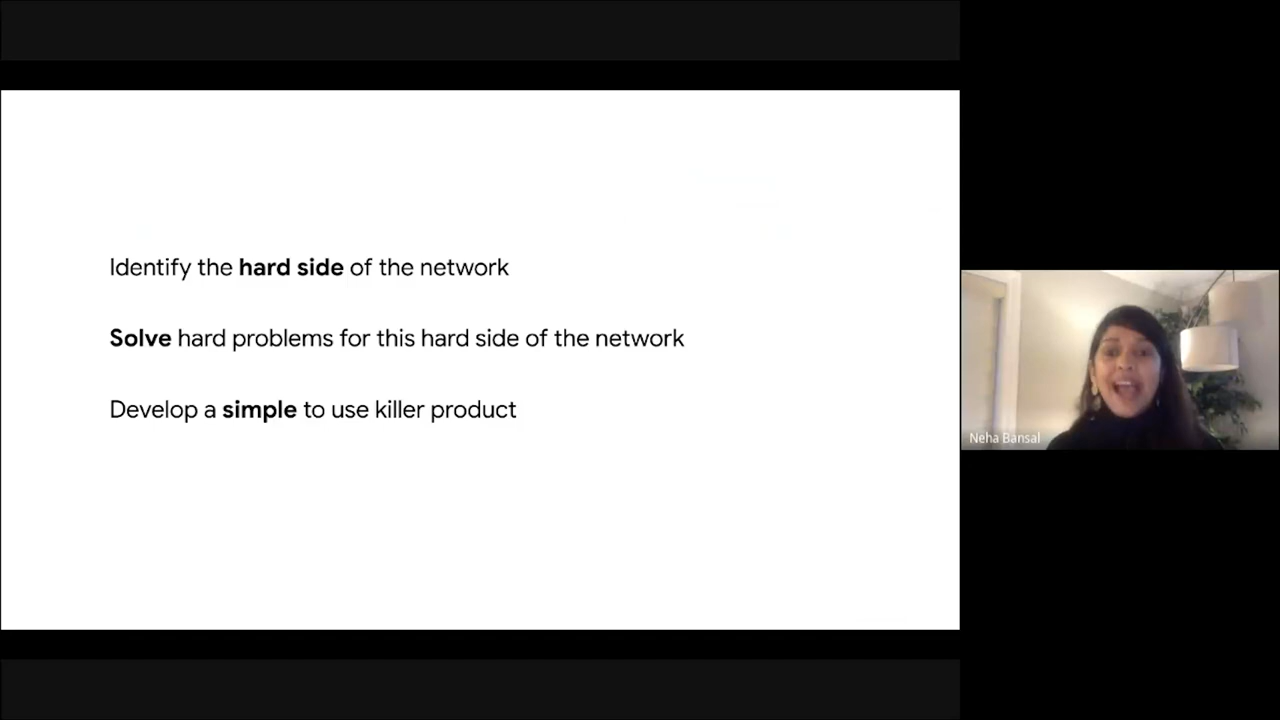 Identify the hard side of the network
Solve hard problems for this hard side of the network
Develop a simple to use killer product
Neha Bansal